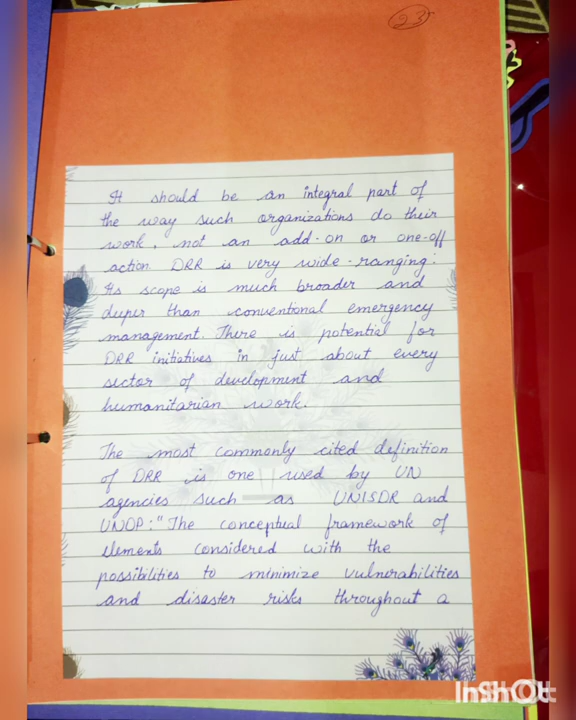 23
It should be an integral part of
the way such organizations do their
work, not an add-on or one-off
action. DRR is very wide-ranging:
Its scope is much broader and
deeper than conventional emergency
management. There is potential for
DRR initiatives in just about every
sector of development and
humanitarian work.
The most commonly cited definition
of DRR is one used by UN
agencies such as UNISDR and
UNDP: "The conceptual framework of
elements considered with the
possibilities to minimize vulnerabilities
and disaster risks throughout a
InShOt